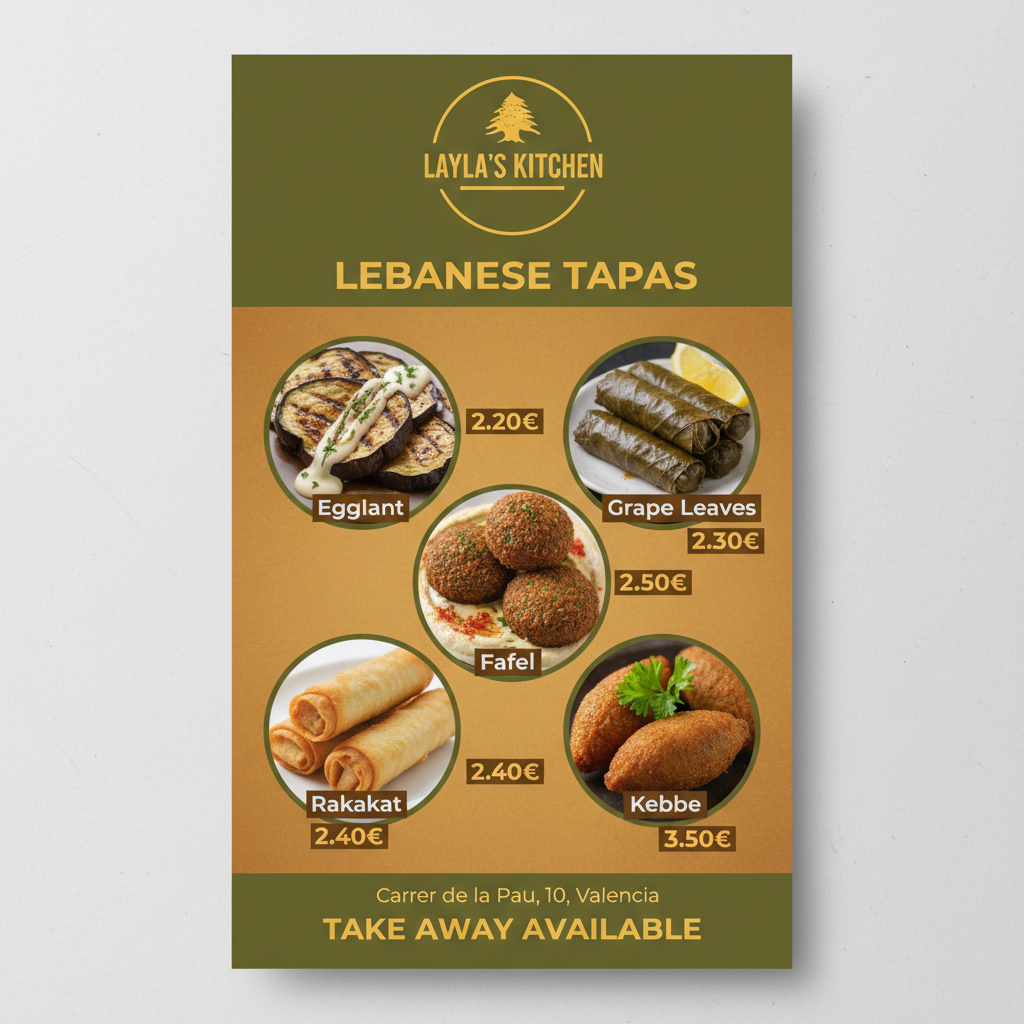 LAYLA'S KITCHEN
LEBANESE TAPAS
2.20€
Egglant
Grape Leaves
2.30€
2.50€
Fafel
2.40€
Rakakat
2.40€
Kebbe
3.50€
Carrer de la Pau, 10, Valencia
TAKE AWAY AVAILABLE